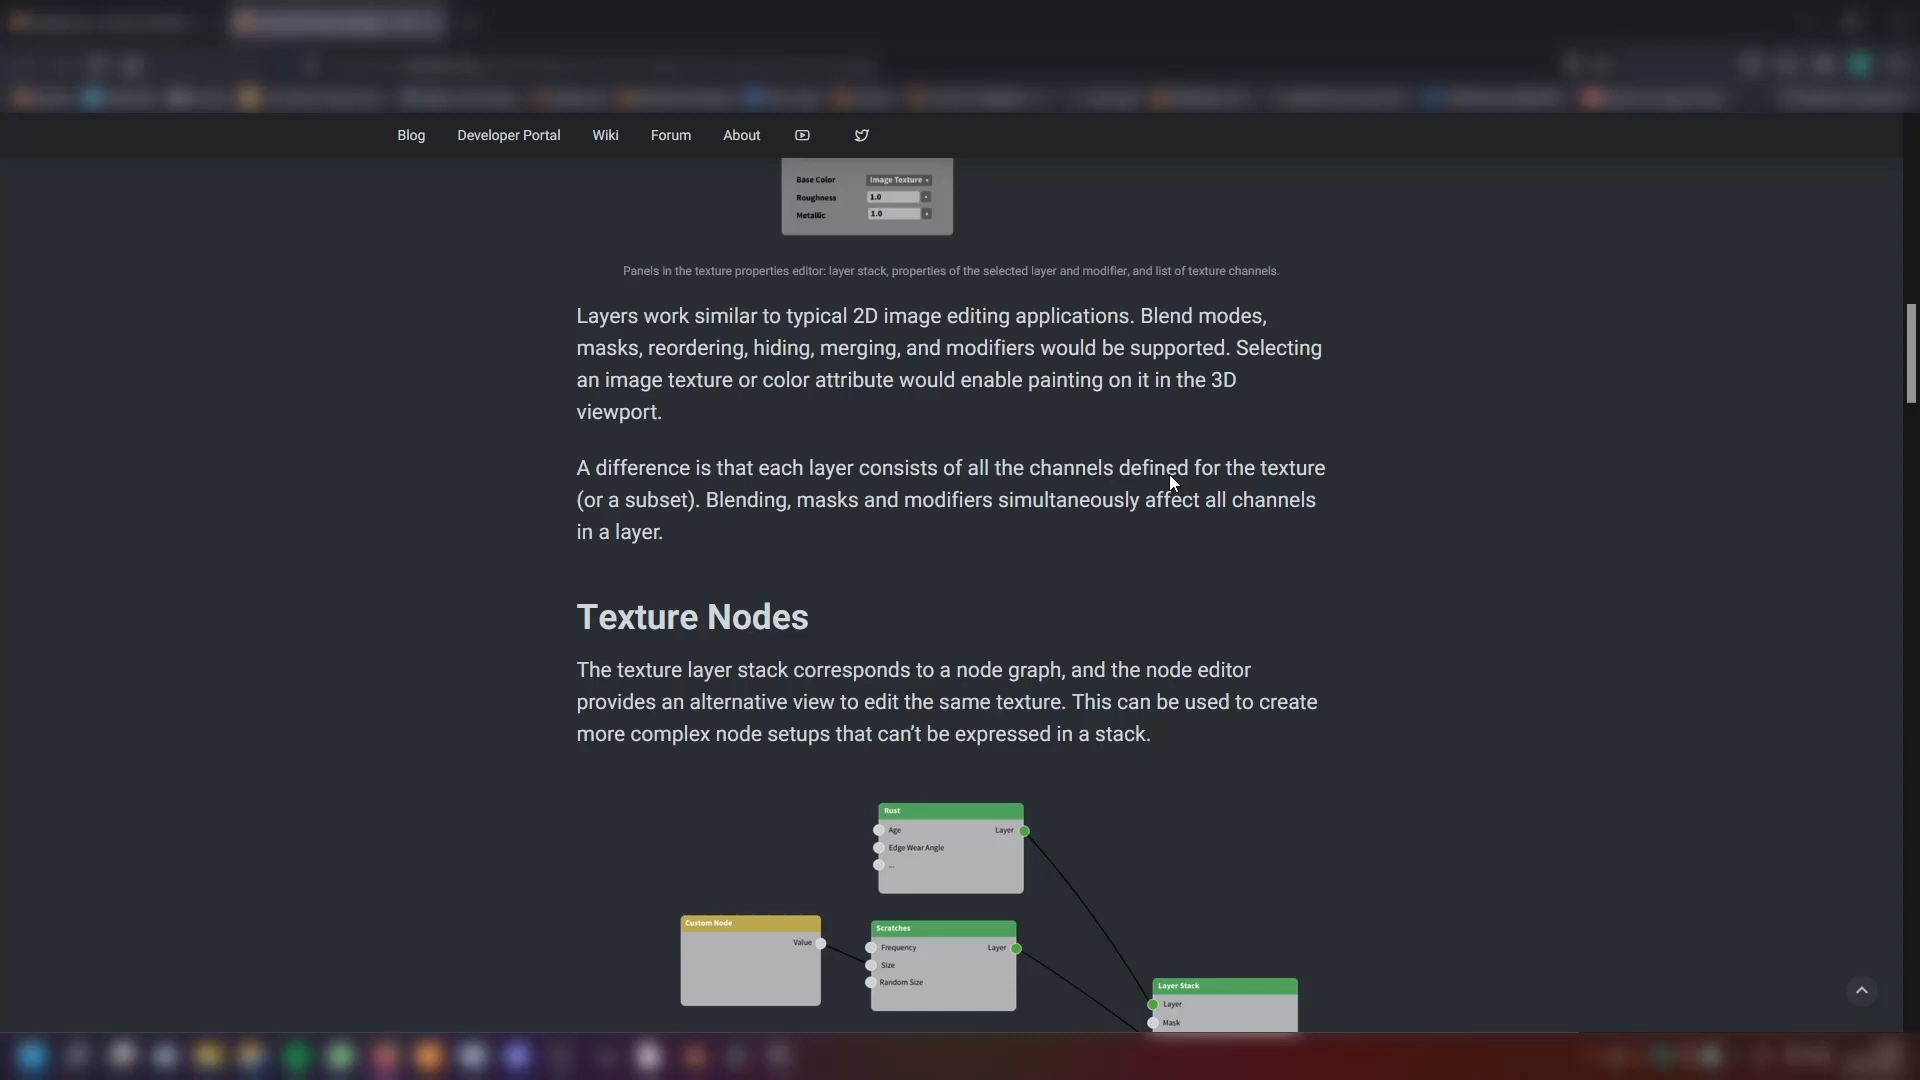 Blog Developer Portal Wiki Forum About
Base Color Image Texture
Roughness 1.0
Metallic 1.0
Panels in the texture properties editor: layer stack, properties of the selected layer and modifier, and list of texture channels.
Layers work similar to typical 2D image editing applications. Blend modes,
masks, reordering, hiding, merging, and modifiers would be supported. Selecting
an image texture or color attribute would enable painting on it in the 3D
viewport.
A difference is that each layer consists of all the channels defined for the texture
(or a subset). Blending, masks and modifiers simultaneously affect all channels
in a layer.
Texture Nodes
The texture layer stack corresponds to a node graph, and the node editor
provides an alternative view to edit the same texture. This can be used to create
more complex node setups that can’t be expressed in a stack.
Rust
Age Layer
Edge Wear Angle
...
Custom Node
Value
Scratches
Frequency Layer
Size
Random Size
Layer Stack
Layer
Mask